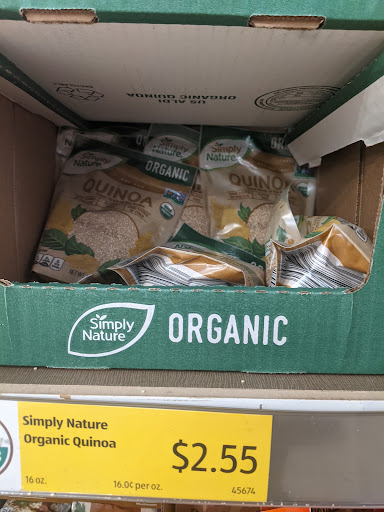 US ALDI
ORGANIC QUINOA
Simply
Nature
ORGANIC
QUINOA
Simply
Nature
QUINOA
Simply
Nature
ORGANIC
Simply Nature
Organic Quinoa
$2.55
16 oz.
16.0¢ per oz.
45674